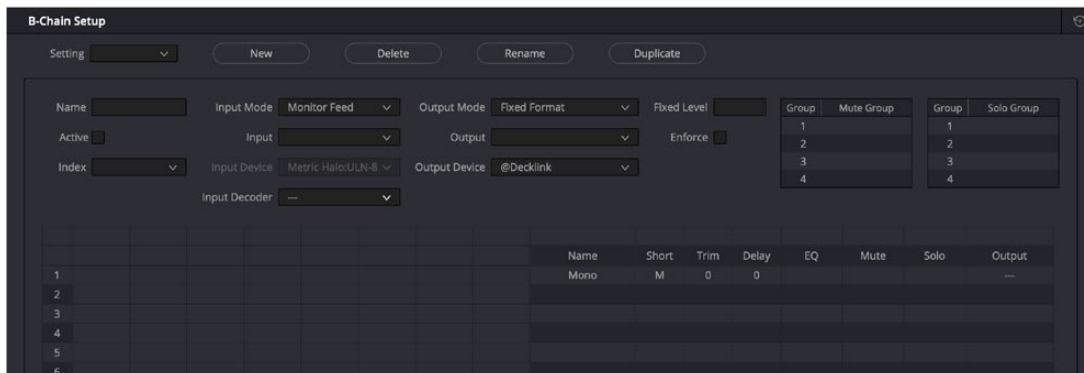 B-Chain Setup
Setting New Delete Rename Duplicate
Name Input Mode Monitor Feed Output Mode Fixed Format Fixed Level Group Mute Group Group Solo Group
Active Input Output Enforce 1 1
2 2
Index Input Device Metric Halo:ULN-8 Output Device @Decklink 3 3
4 4
Input Decoder ---
Name Short Trim Delay EQ Mute Solo Output
1 Mono M 0 0 ---
2
3
4
5
6